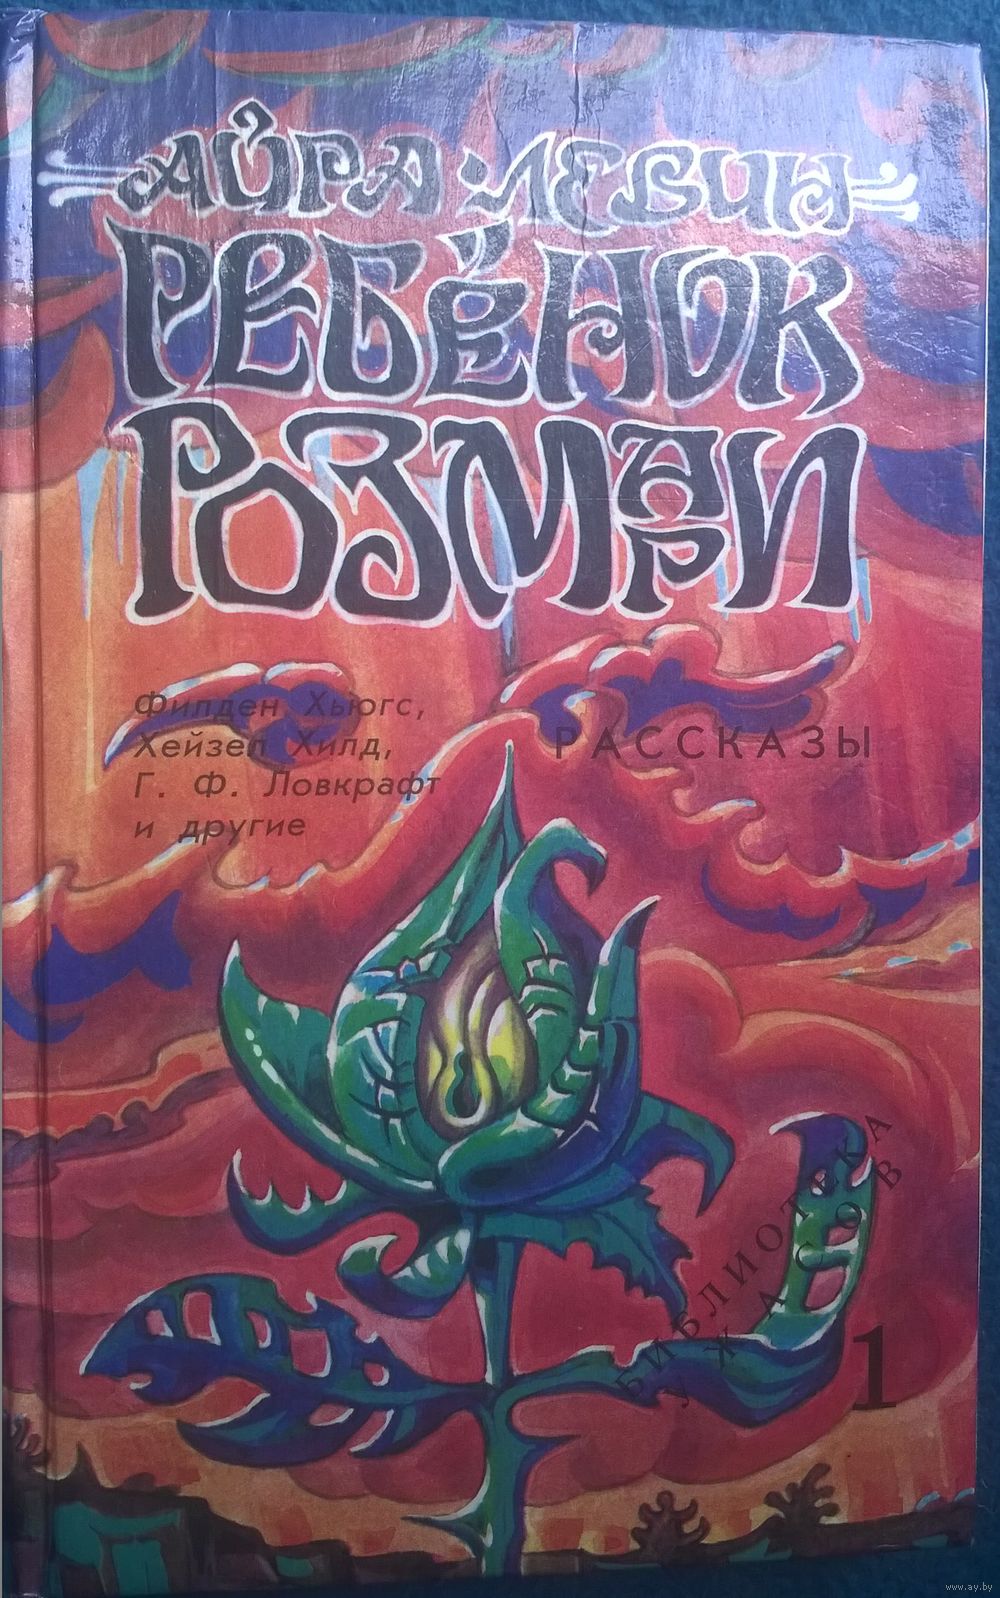 АЙРА ЛЕВИН
РЕБЁНОК
РОЗМАРИ
Филден Хьюгс,
Хейзел Хилд,
Г. Ф. Ловкрафт
и другие
РАССКАЗЫ
БИБЛИОТЕКА
УЖАСОВ
1
www.ay.by